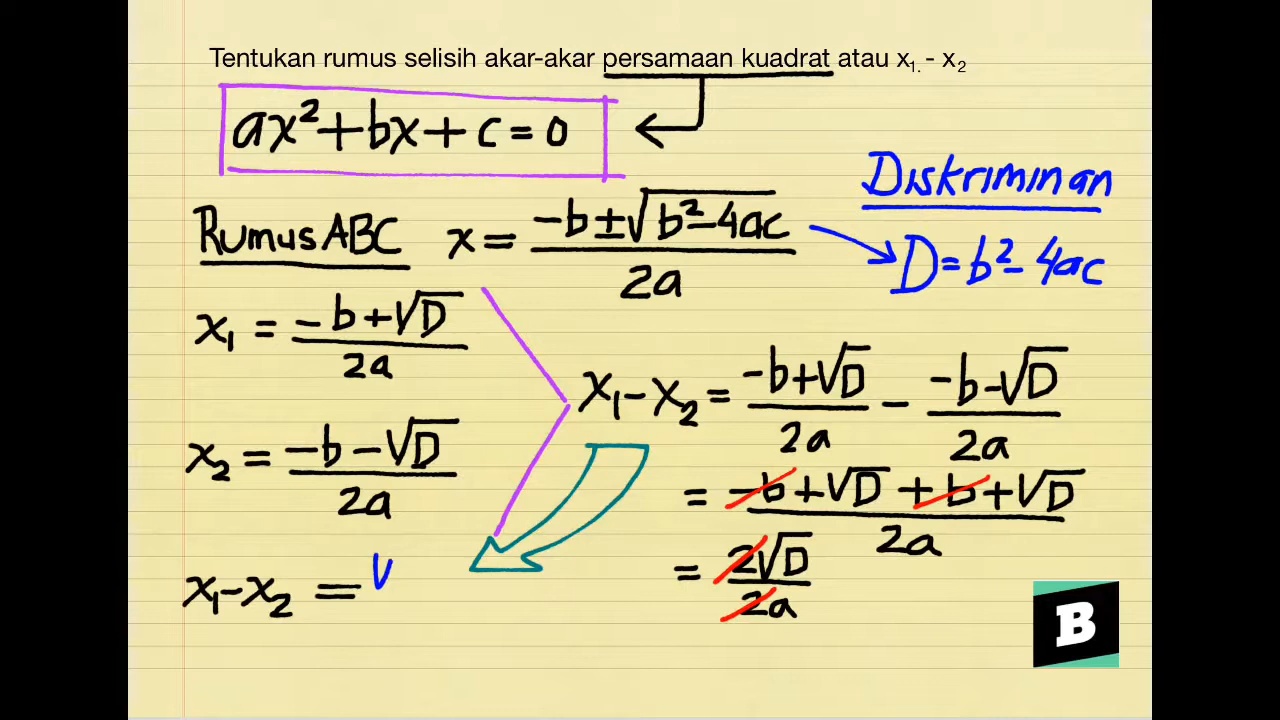 Tentukan rumus selisih akar-akar persamaan kuadrat atau x₁. - x₂
ax²+bx+c=0
Diskriminan
Rumus ABC x = (-b±√(b²-4ac))/2a
D=b²-4ac
x₁ = (-b+√D)/2a
x₁-x₂ = (-b+√D)/2a - (-b-√D)/2a
x₂ = (-b-√D)/2a
= (-b+√D+b+√D)/2a
= 2√D/2a
x₁-x₂ =
B